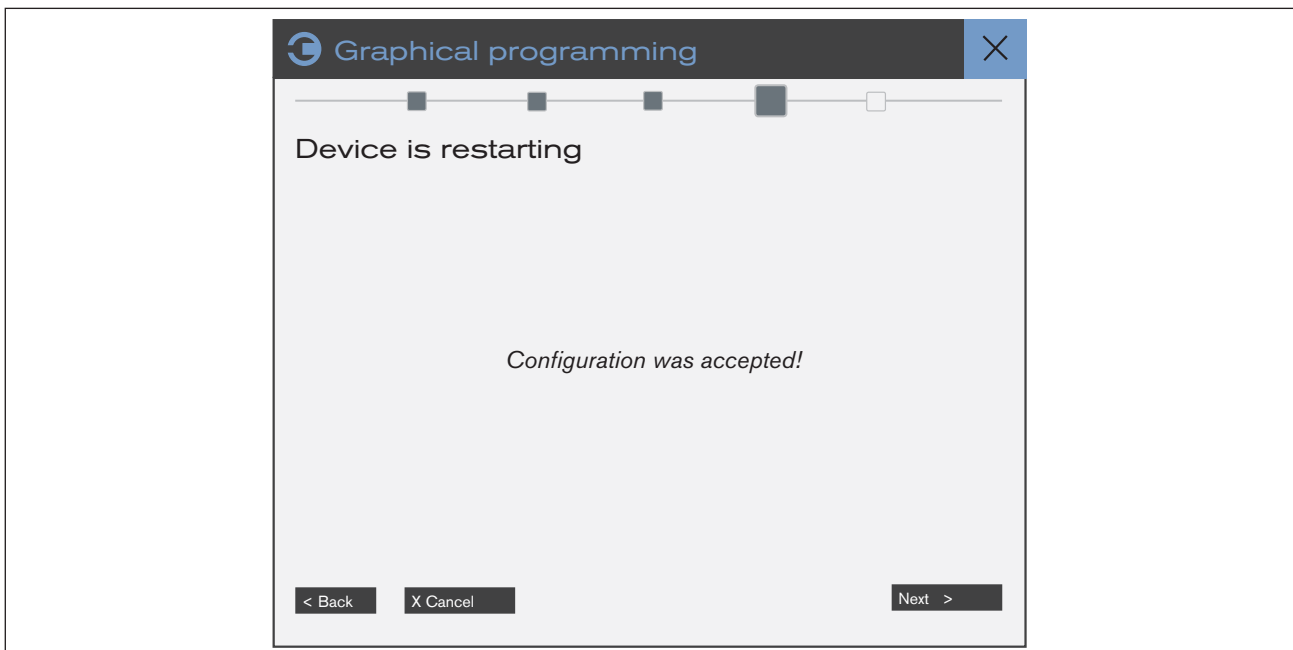 Graphical programming
Device is restarting
Configuration was accepted!
< Back X Cancel Next >